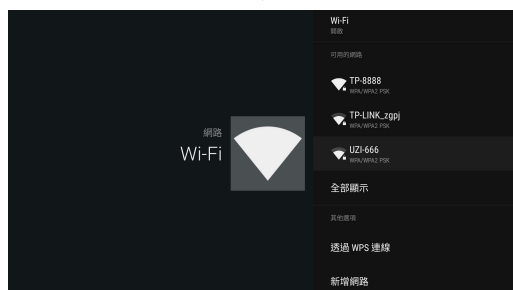 網路
Wi-Fi
Wi-Fi
開啟
可用的網路
TP-8888
WPA/WPA2 PSK
TP-LINK_zgpj
WPA/WPA2 PSK
UZI-666
WPA/WPA2 PSK
全部顯示
其他選項
透過 WPS 連線
新增網路